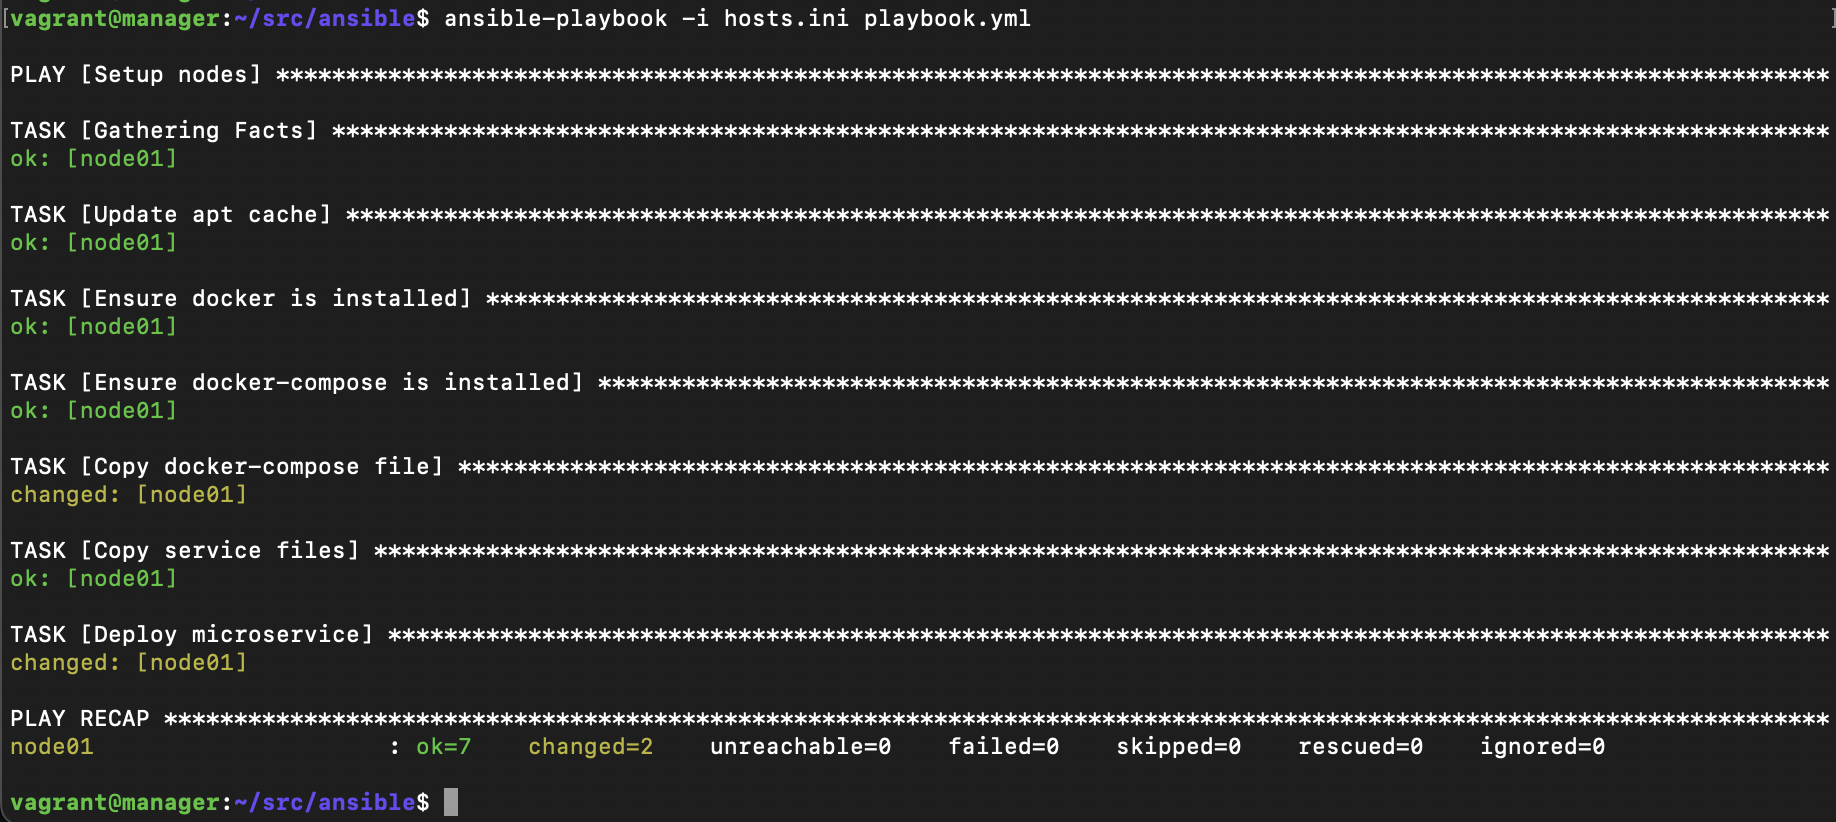 [vagrant@manager:~/src/ansible$ ansible-playbook -i hosts.ini playbook.yml ]
PLAY [Setup nodes] ***************************************************************************************************************
TASK [Gathering Facts] ***********************************************************************************************************
ok: [node01]
TASK [Update apt cache] **********************************************************************************************************
ok: [node01]
TASK [Ensure docker is installed] ************************************************************************************************
ok: [node01]
TASK [Ensure docker-compose is installed] ****************************************************************************************
ok: [node01]
TASK [Copy docker-compose file] **************************************************************************************************
changed: [node01]
TASK [Copy service files] ********************************************************************************************************
ok: [node01]
TASK [Deploy microservice] *******************************************************************************************************
changed: [node01]
PLAY RECAP ***********************************************************************************************************************
node01                     : ok=7    changed=2    unreachable=0    failed=0    skipped=0    rescued=0    ignored=0
vagrant@manager:~/src/ansible$